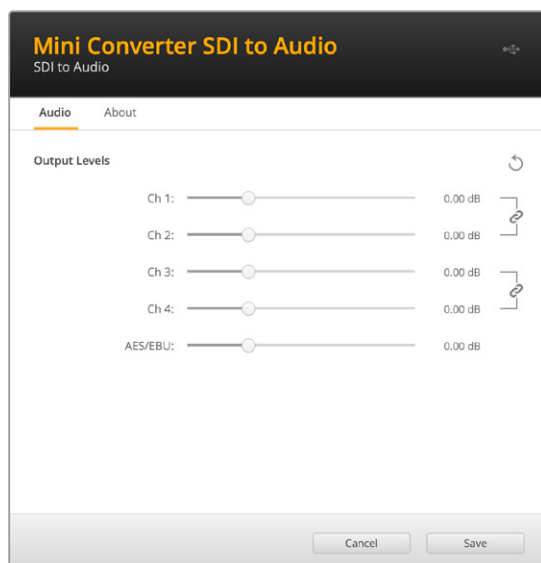 Mini Converter SDI to Audio
SDI to Audio
Audio About
Output Levels
Ch 1: 0.00 dB
Ch 2: 0.00 dB
Ch 3: 0.00 dB
Ch 4: 0.00 dB
AES/EBU: 0.00 dB
Cancel Save